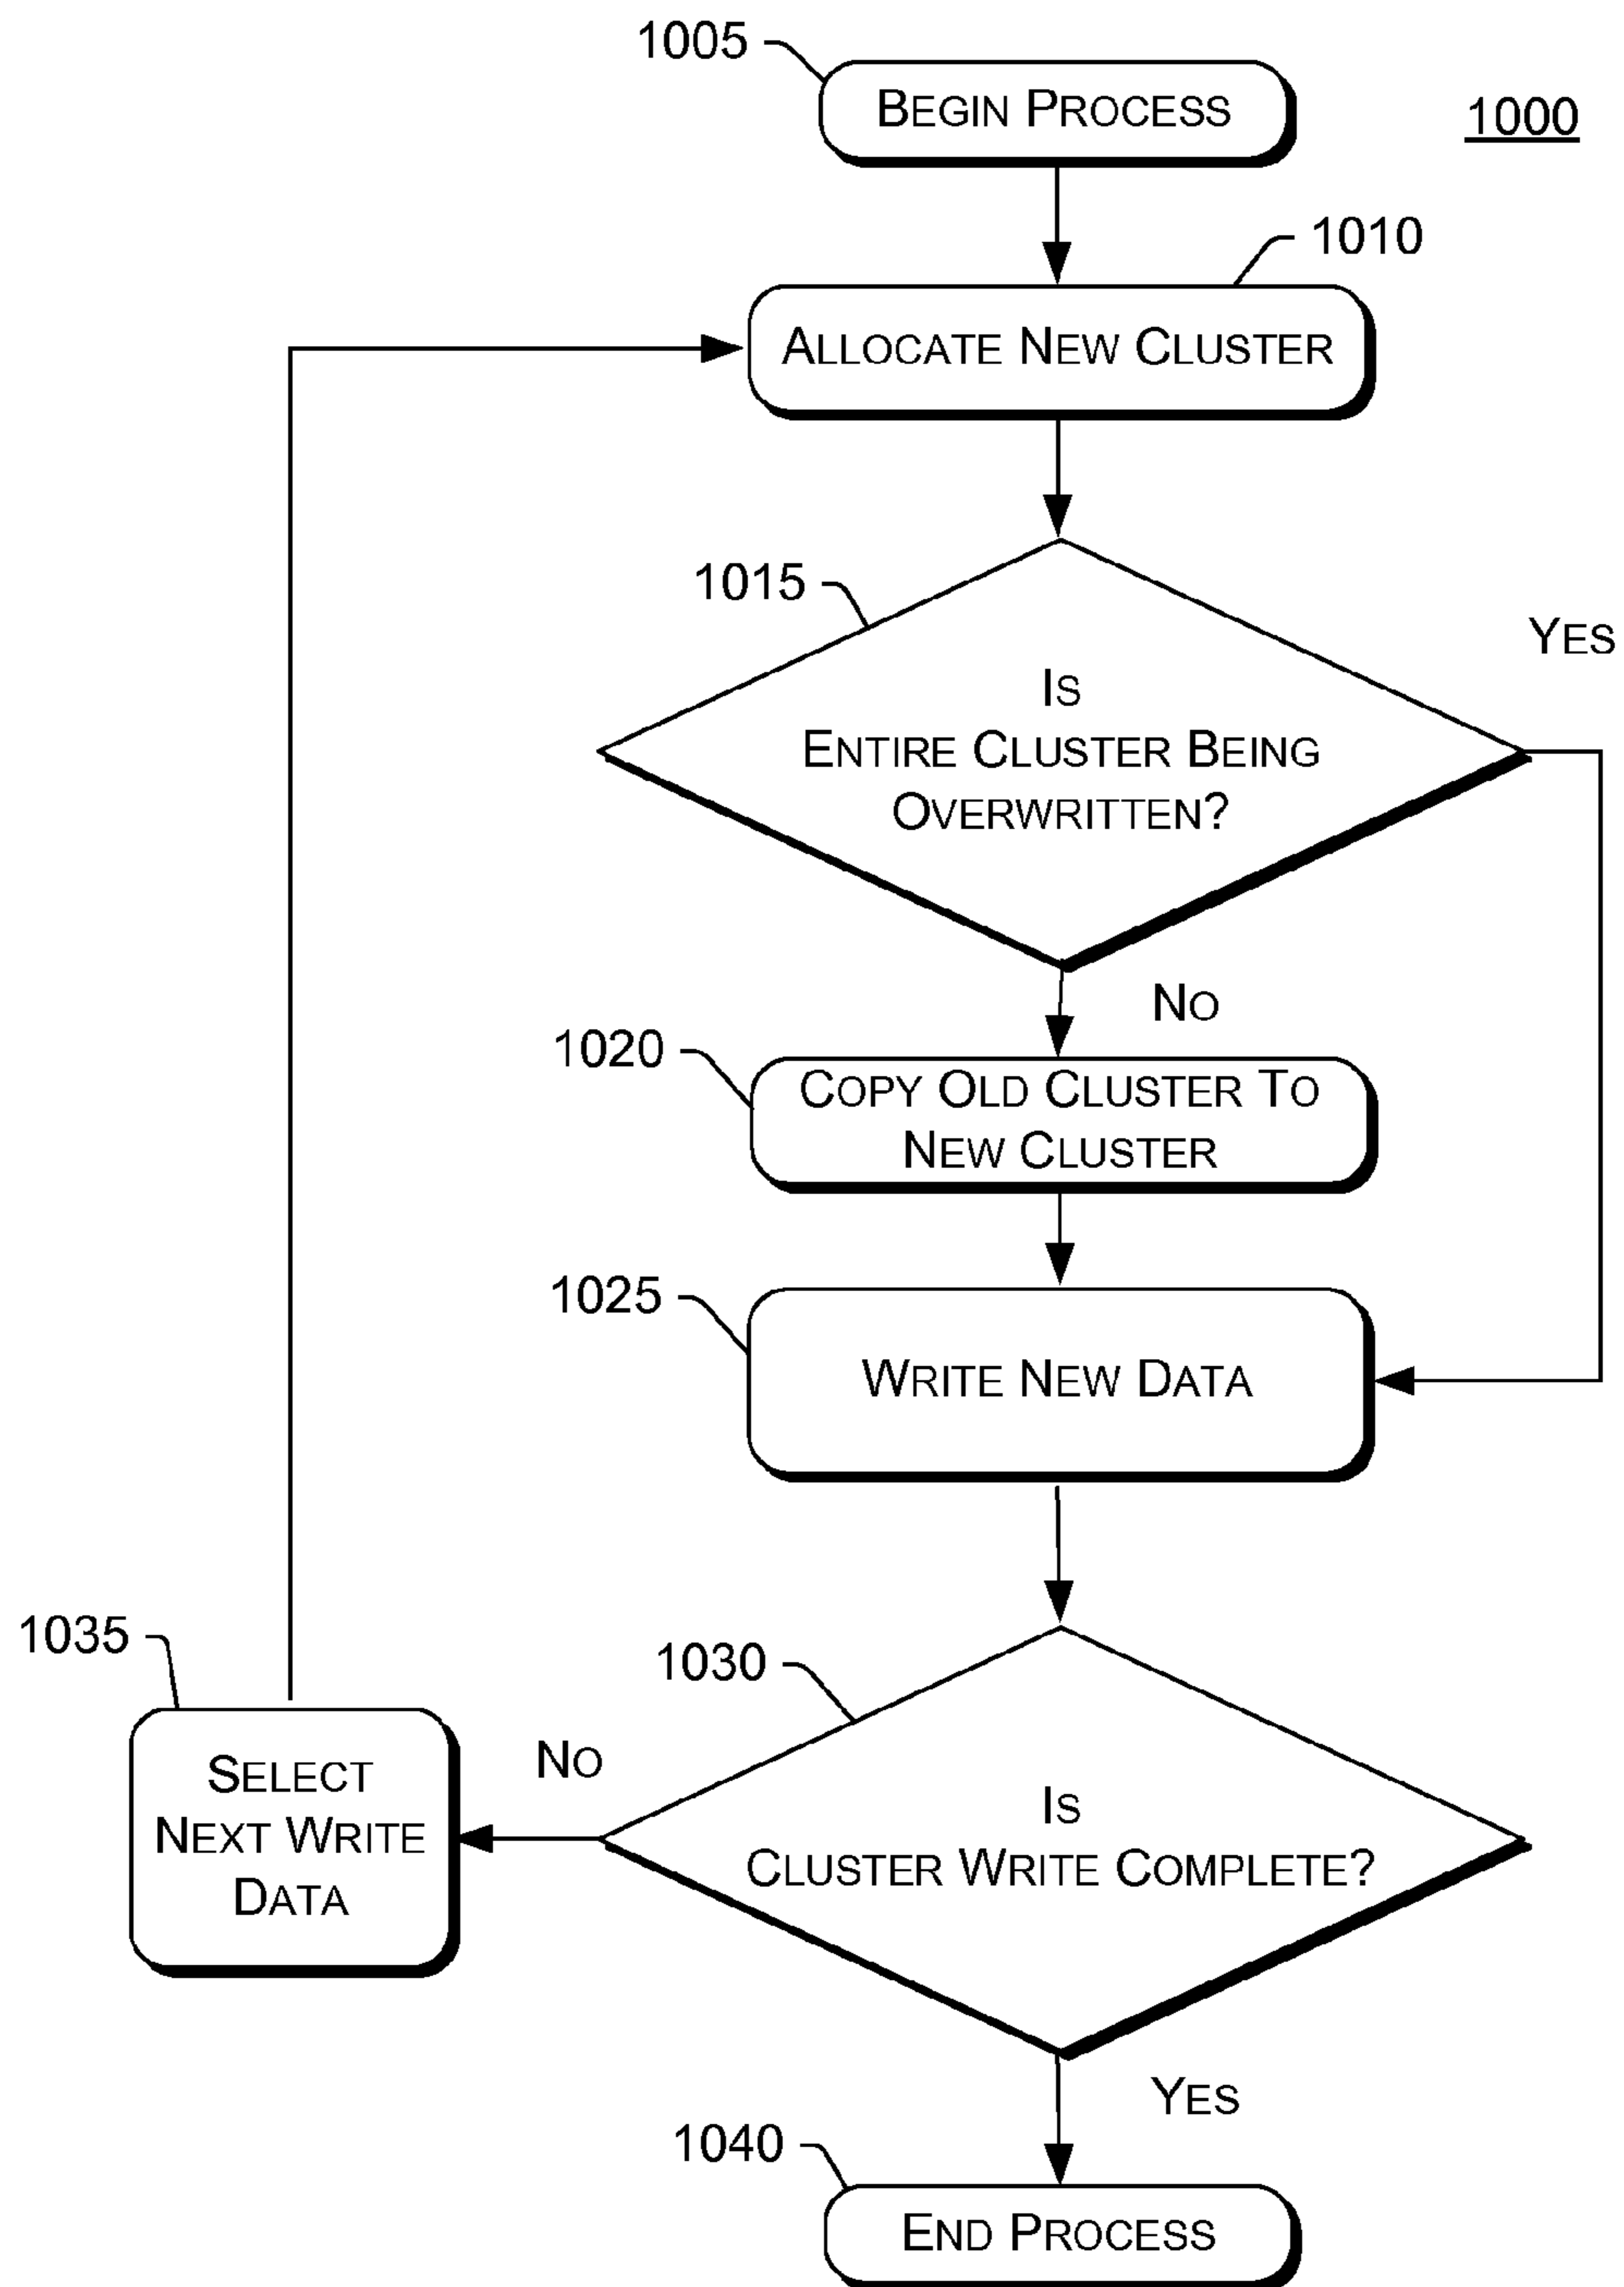 1005
BEGIN PROCESS
1000
1010
ALLOCATE NEW CLUSTER
1015
YES
IS
ENTIRE CLUSTER BEING
OVERWRITTEN?
NO
1020
COPY OLD CLUSTER TO
NEW CLUSTER
1025
WRITE NEW DATA
1035
1030
NO
SELECT
NEXT WRITE
DATA
IS
CLUSTER WRITE COMPLETE?
YES
1040
END PROCESS